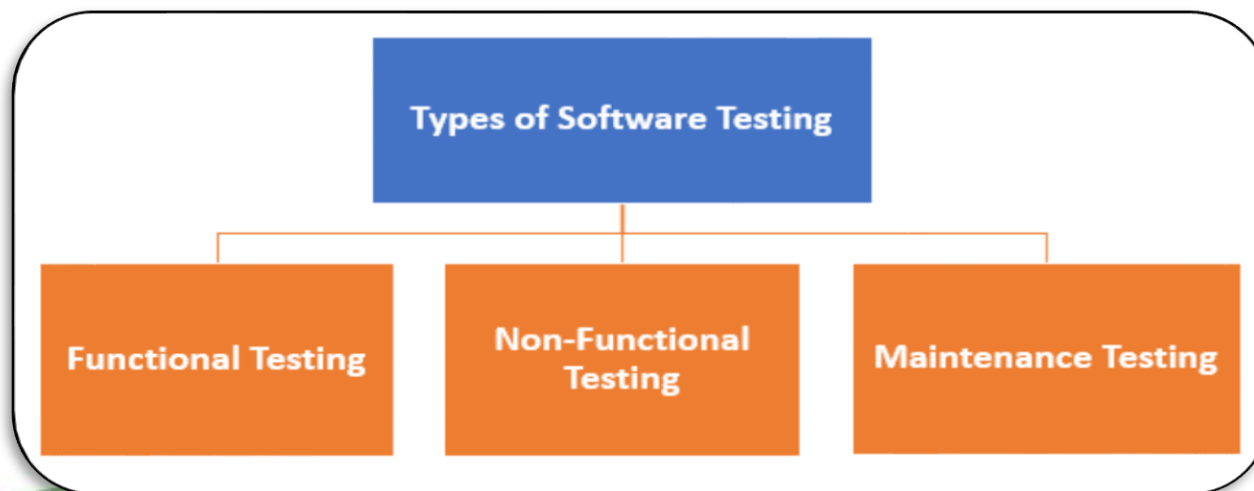 Types of Software Testing
Functional Testing
Non-Functional
Testing
Maintenance Testing